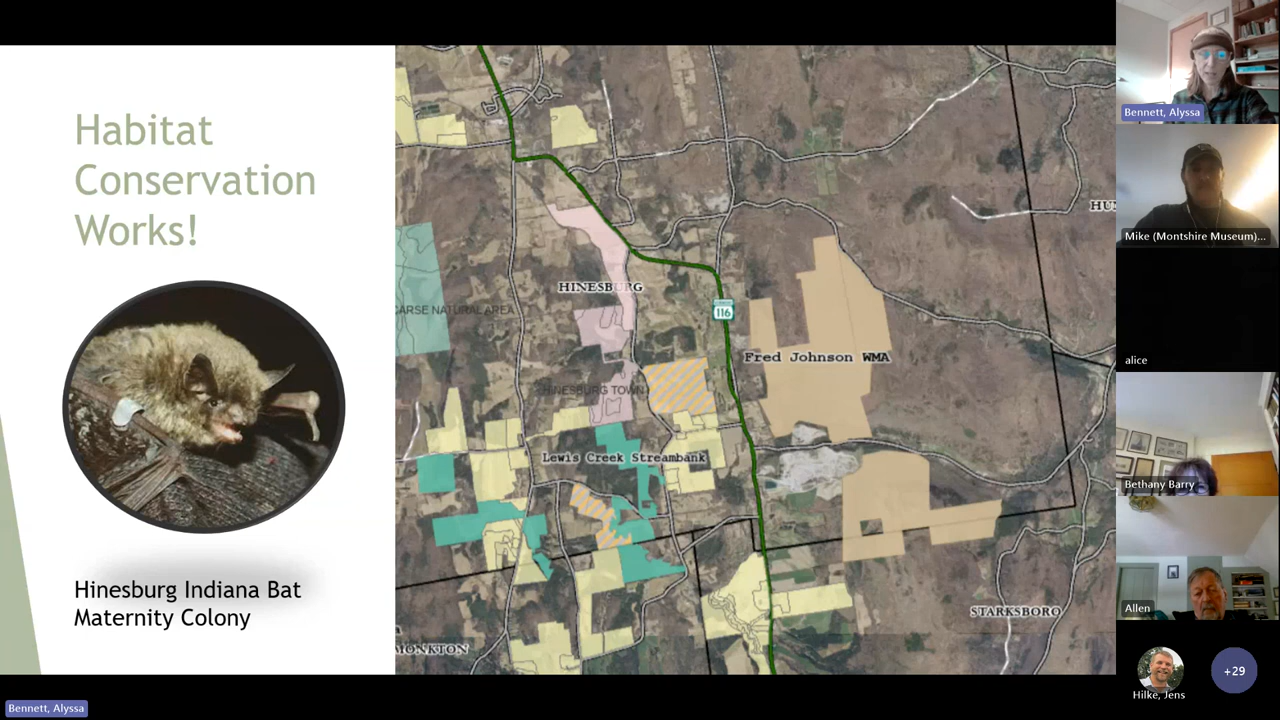 Habitat
Conservation
Works!
Hinesburg Indiana Bat
Maternity Colony
HINESBURG
116
Fred Johnson WMA
HINESBURG TOWN
Lewis Creek Streambank
STARKSBORO
MONKTON
HU
ARSE NATURAL AREA
Bennett, Alyssa
Mike (Montshire Museum)...
alice
Bethany Barry
Allen
Hilke, Jens
+29
Bennett, Alyssa